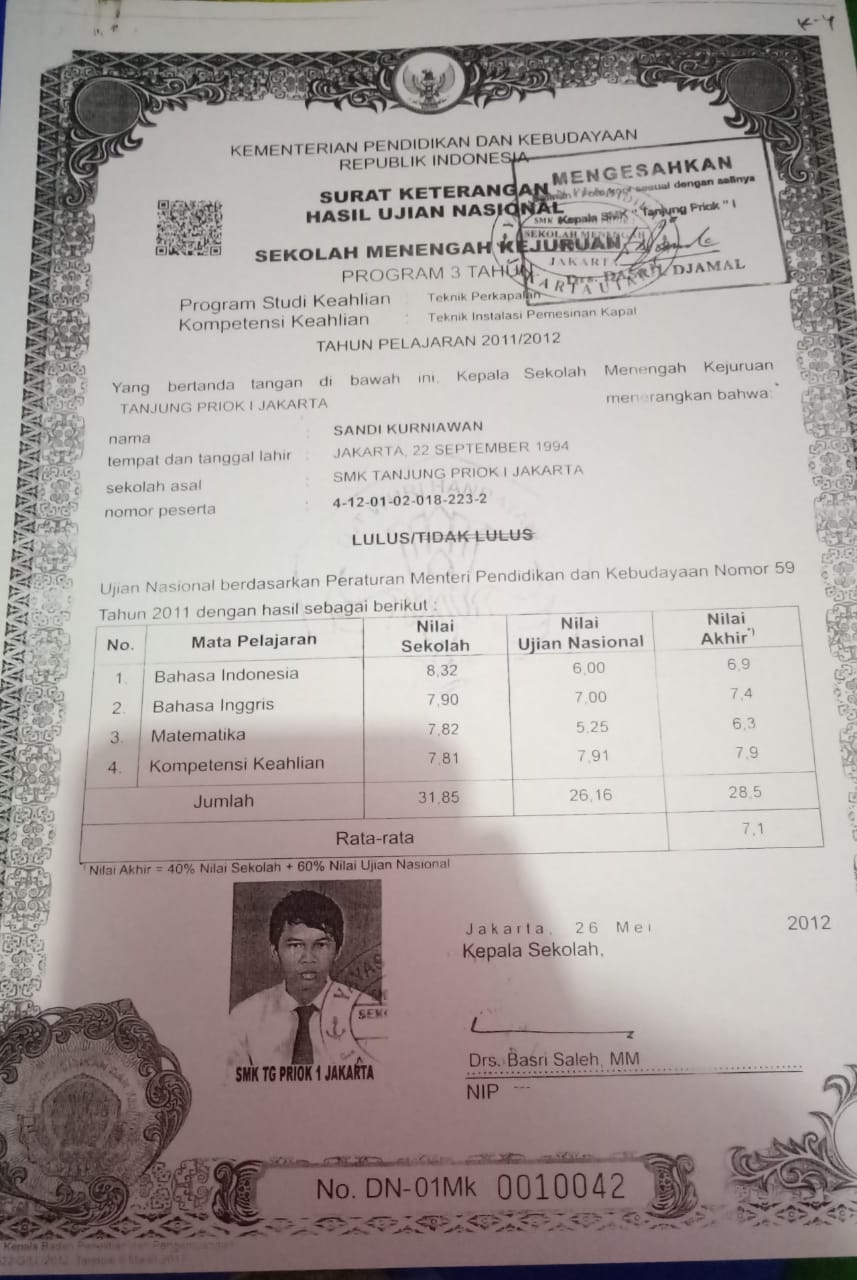 K-4
KEMENTERIAN PENDIDIKAN DAN KEBUDAYAAN
REPUBLIK INDONESIA
MENGESAHKAN
sesuai dengan aslinya
Kepala SMK "Tanjung Priok" I
DJAMAL
SURAT KETERANGAN
HASIL UJIAN NASIONAL
SEKOLAH MENENGAH KEJURUAN
PROGRAM 3 TAHUN
Program Studi Keahlian : Teknik Perkapalan
Kompetensi Keahlian : Teknik Instalasi Pemesinan Kapal
TAHUN PELAJARAN 2011/2012
Yang bertanda tangan di bawah ini, Kepala Sekolah Menengah Kejuruan
TANJUNG PRIOK I JAKARTA menerangkan bahwa:
nama : SANDI KURNIAWAN
tempat dan tanggal lahir : JAKARTA, 22 SEPTEMBER 1994
sekolah asal : SMK TANJUNG PRIOK I JAKARTA
nomor peserta : 4-12-01-02-018-223-2
LULUS/TIDAK LULUS
Ujian Nasional berdasarkan Peraturan Menteri Pendidikan dan Kebudayaan Nomor 59
Tahun 2011 dengan hasil sebagai berikut :
No. Mata Pelajaran Nilai Sekolah Nilai Ujian Nasional Nilai Akhir*)
1. Bahasa Indonesia 8,32 6,00 6,9
2. Bahasa Inggris 7,90 7,00 7,4
3. Matematika 7,82 5,25 6,3
4. Kompetensi Keahlian 7,81 7,91 7,9
Jumlah 31,85 26,16 28,5
Rata-rata 7,1
*) Nilai Akhir = 40% Nilai Sekolah + 60% Nilai Ujian Nasional
Jakarta, 26 Mei 2012
Kepala Sekolah,
SMK TG PRIOK 1 JAKARTA
Drs. Basri Saleh, MM
NIP ---
No. DN-01Mk 0010042
Kepala Badan Penelitian dan Pengembangan